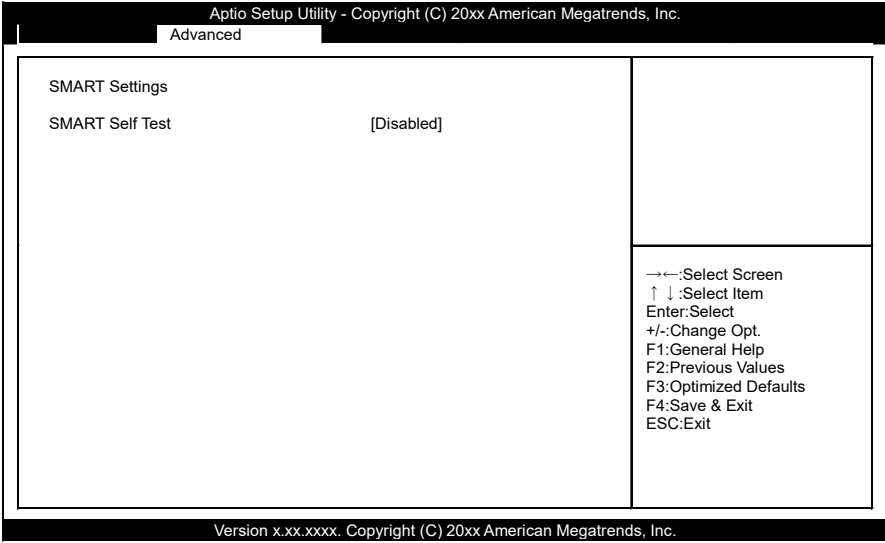 Aptio Setup Utility - Copyright (C) 20xx American Megatrends, Inc.
Advanced
SMART Settings
SMART Self Test [Disabled]
→←:Select Screen
↑↓:Select Item
Enter:Select
+/-:Change Opt.
F1:General Help
F2:Previous Values
F3:Optimized Defaults
F4:Save & Exit
ESC:Exit
Version x.xx.xxxx. Copyright (C) 20xx American Megatrends, Inc.